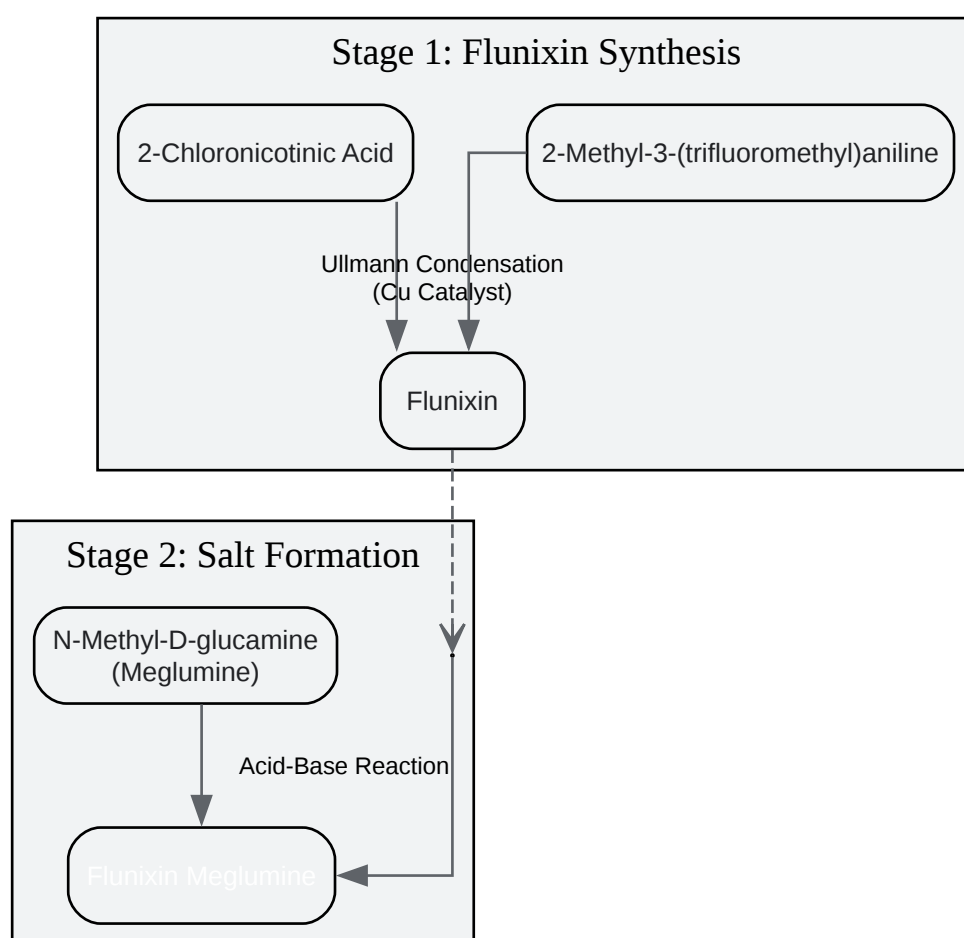 Stage 1: Flunixin Synthesis
2-Chloronicotinic Acid
2-Methyl-3-(trifluoromethyl)aniline
Ullmann Condensation
(Cu Catalyst)
Flunixin
Stage 2: Salt Formation
N-Methyl-D-glucamine
(Meglumine)
Acid-Base Reaction
Flunixin Meglumine